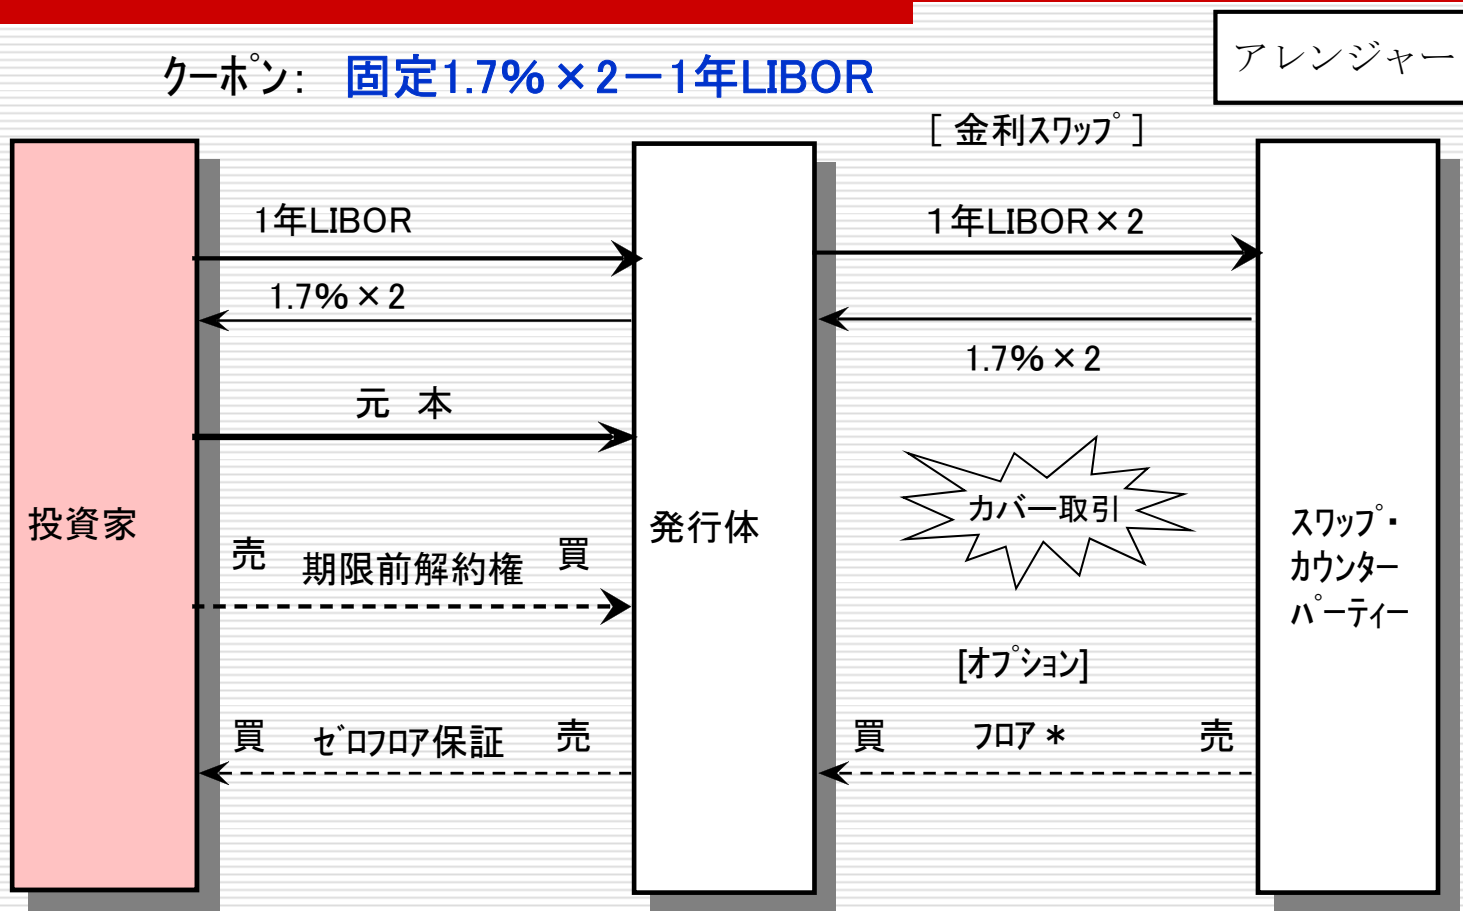 アレンジャー
クーポン: 固定1.7%×2－1年LIBOR
[ 金利スワップ ]
1年LIBOR
1年LIBOR×2
1.7%×2
1.7%×2
元 本
投資家
発行体
カバー取引
スワップ・
カウンター
パーティー
売 期限前解約権 買
[オプション]
買 ゼロフロア保証 売
買 フロア* 売